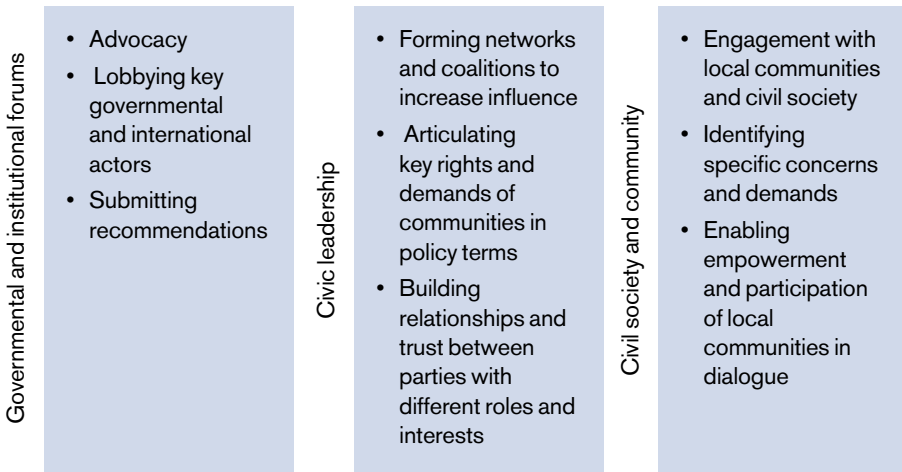 Governmental and institutional forums
• Advocacy
• Lobbying key
governmental
and international
actors
• Submitting
recommendations
Civic leadership
• Forming networks
and coalitions to
increase influence
• Articulating
key rights and
demands of
communities in
policy terms
• Building
relationships and
trust between
parties with
different roles and
interests
Civil society and community
• Engagement with
local communities
and civil society
• Identifying
specific concerns
and demands
• Enabling
empowerment
and participation
of local
communities in
dialogue